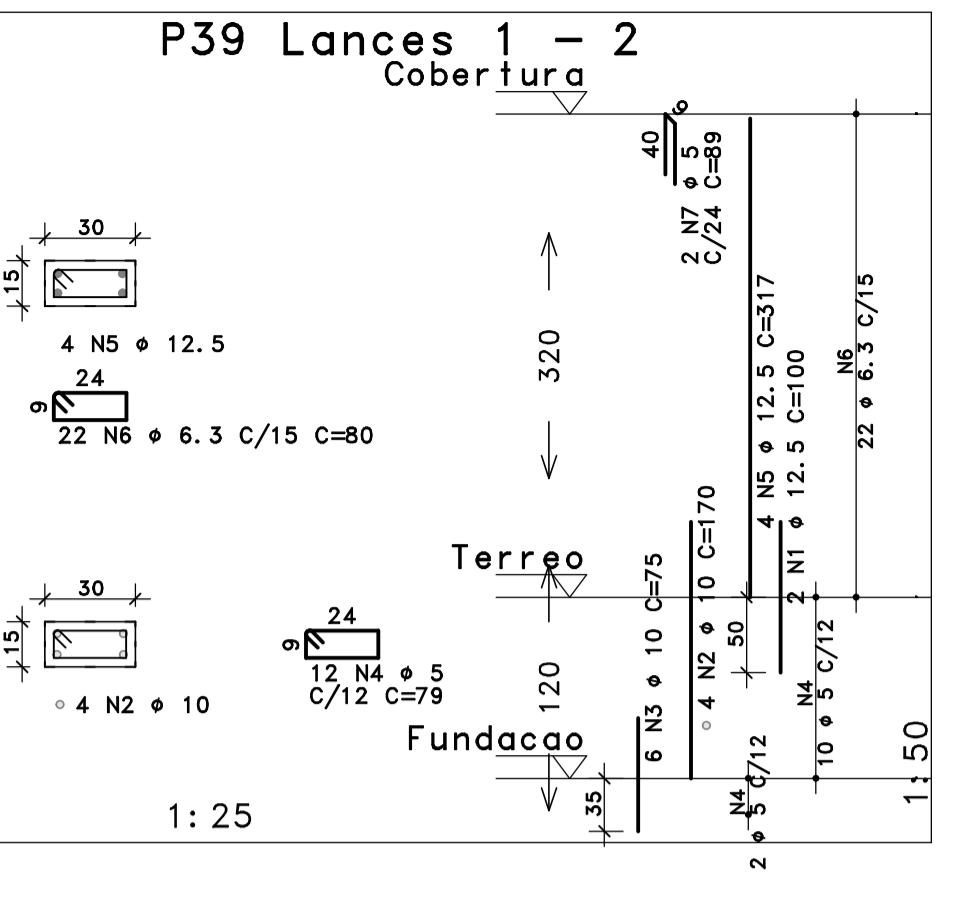 P39 Lances 1 - 2
Cobertura
30
15
4 N5  φ 12.5
24
9
22 N6 φ 6.3 C/15 C=80
320
40
9
2 N7 φ 5
C/24 C=89
4 N5 φ 12.5 C=317
2 N1 φ 12.5 C=100
N6
22 φ 6.3 C/15
Terreo
30
15
4 N2 φ 10
24
9
12 N4 φ 5
C/12 C=79
120
6 N3 φ 10 C=75
4 N2 φ 10 C=170
50
N4
10 φ 5 C/12
Fundacao
35
N4
2 φ 5 C/12
1:25
1:50